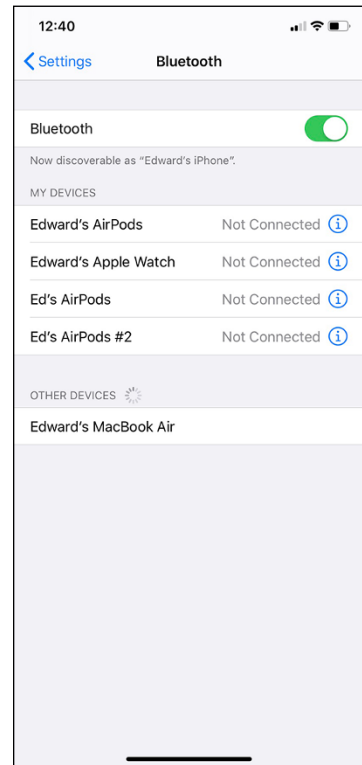 12:40
Settings Bluetooth
Bluetooth
Now discoverable as “Edward’s iPhone”.
MY DEVICES
Edward’s AirPods Not Connected
Edward’s Apple Watch Not Connected
Ed’s AirPods Not Connected
Ed’s AirPods #2 Not Connected
OTHER DEVICES
Edward’s MacBook Air